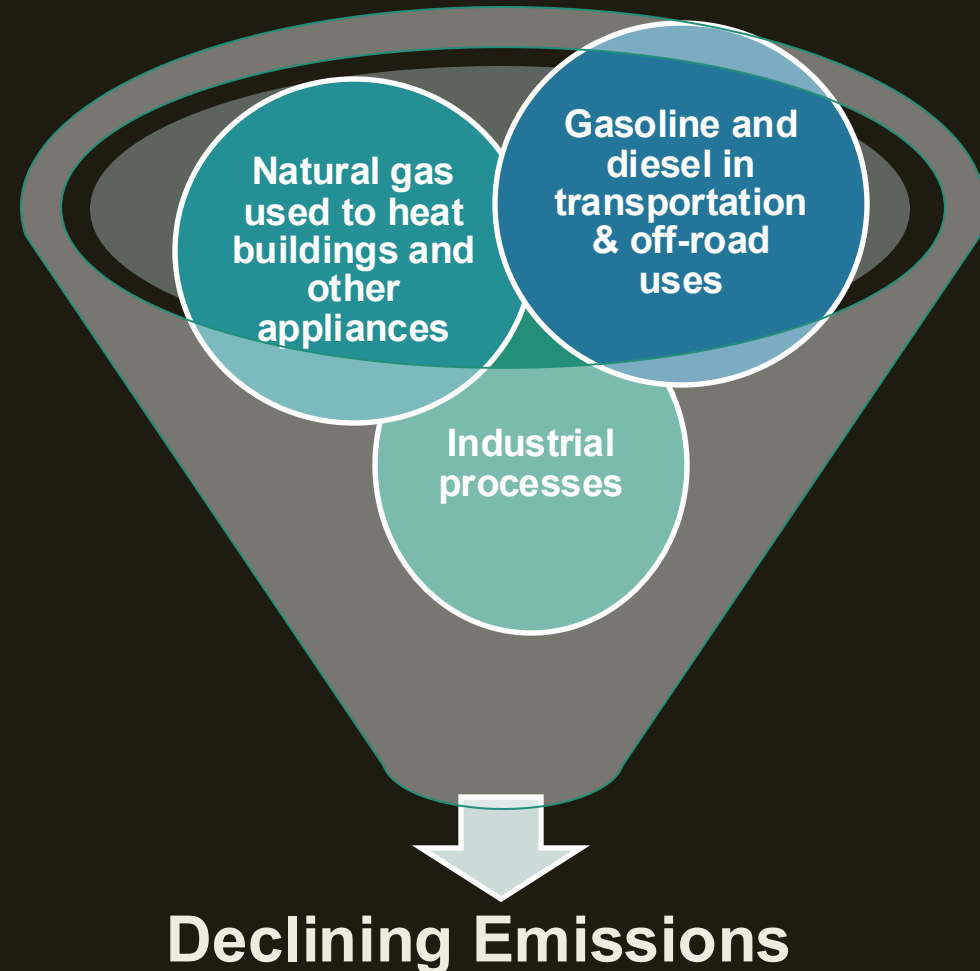 Natural gas
used to heat
buildings and
other
appliances
Gasoline and
diesel in
transportation
& off-road
uses
Industrial
processes
Declining Emissions